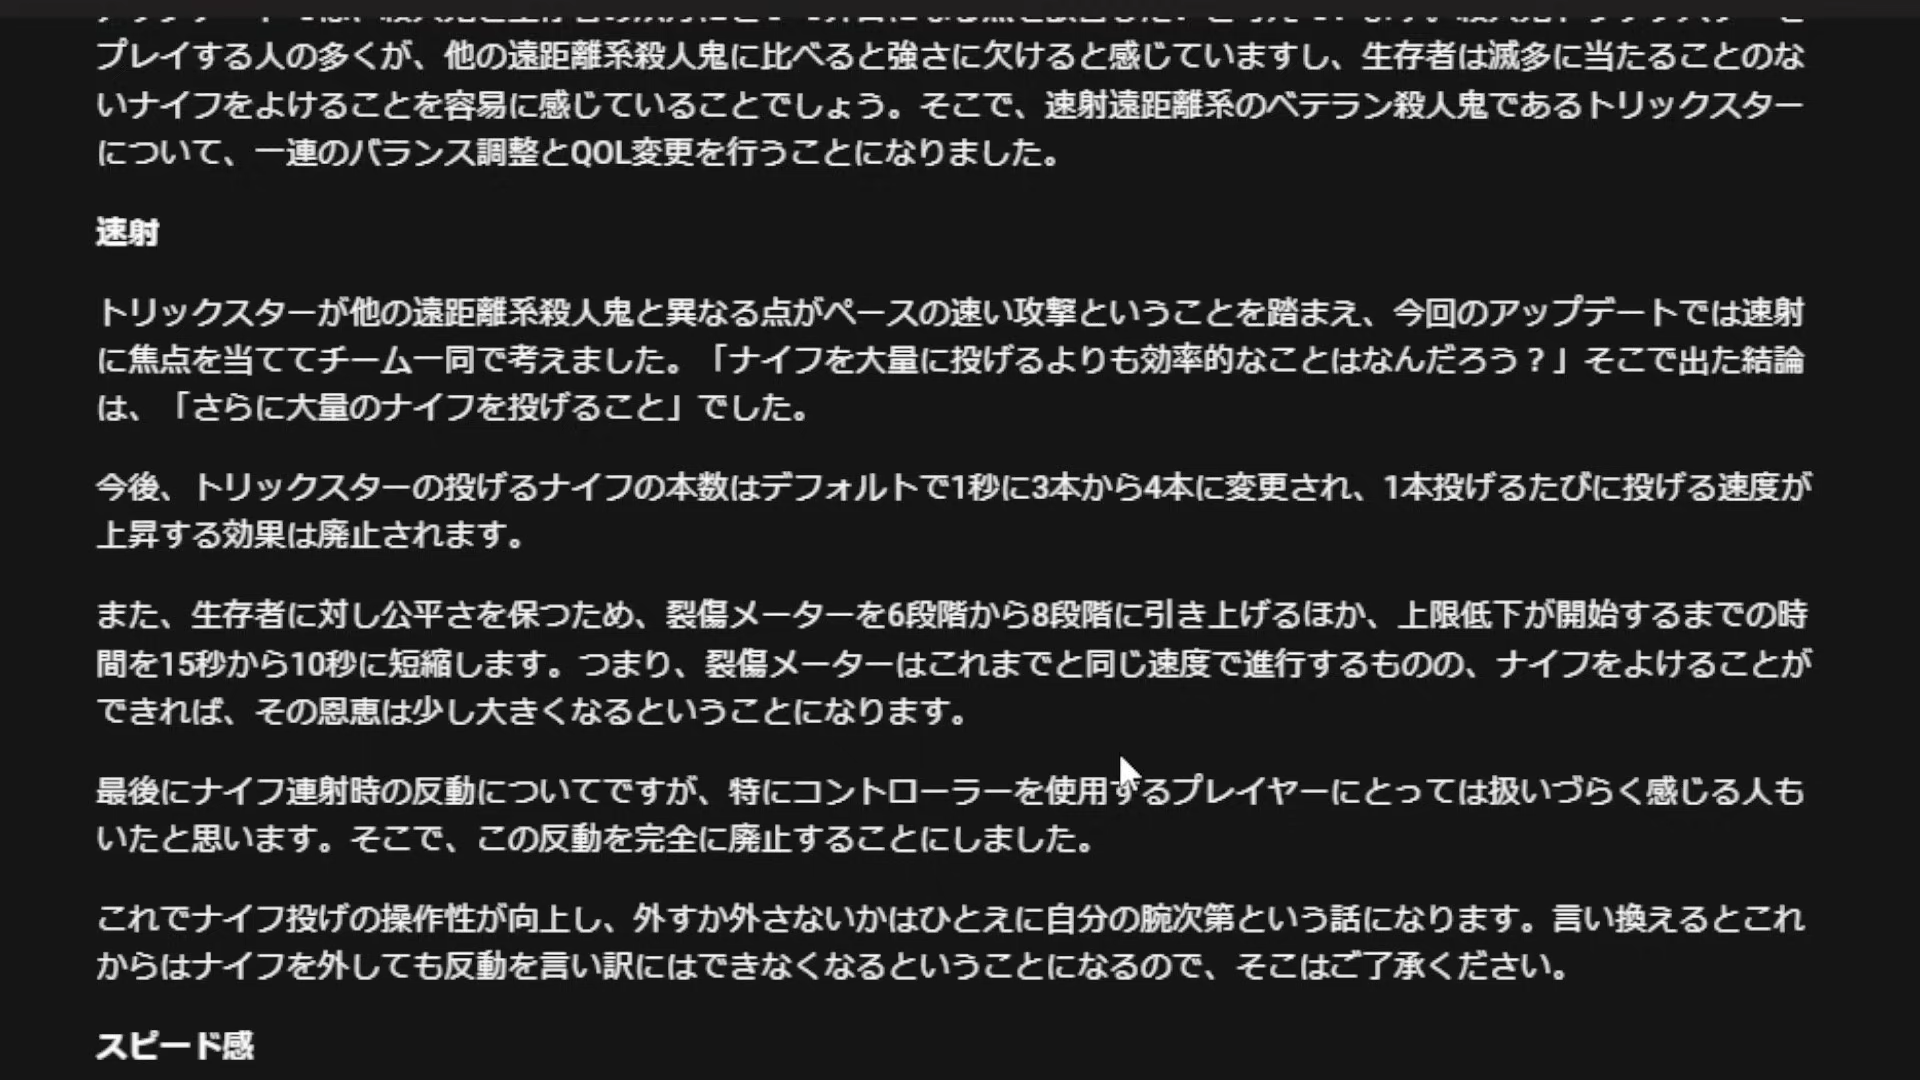 プレイする人の多くが、他の遠距離系殺人鬼に比べると強さに欠けると感じていますし、生存者は滅多に当たることのな
いナイフをよけることを容易に感じていることでしょう。そこで、速射遠距離系のベテラン殺人鬼であるトリックスター
について、一連のバランス調整とQOL変更を行うことになりました。
速射
トリックスターが他の遠距離系殺人鬼と異なる点がペースの速い攻撃ということを踏まえ、今回のアップデートでは速射
に焦点を当ててチーム一同で考えました。「ナイフを大量に投げるよりも効率的なことはなんだろう？」そこで出た結論
は、「さらに大量のナイフを投げること」でした。
今後、トリックスターの投げるナイフの本数はデフォルトで1秒に3本から4本に変更され、1本投げるたびに投げる速度が
上昇する効果は廃止されます。
また、生存者に対し公平さを保つため、裂傷メーターを6段階から8段階に引き上げるほか、上限低下が開始するまでの時
間を15秒から10秒に短縮します。つまり、裂傷メーターはこれまでと同じ速度で進行するものの、ナイフをよけることが
できれば、その恩恵は少し大きくなるということになります。
最後にナイフ連射時の反動についてですが、特にコントローラーを使用するプレイヤーにとっては扱いづらく感じる人も
いたと思います。そこで、この反動を完全に廃止することにしました。
これでナイフ投げの操作性が向上し、外すか外さないかはひとえに自分の腕次第という話になります。言い換えるとこれ
からはナイフを外しても反動を言い訳にはできなくなるということになるので、そこはご了承ください。
スピード感